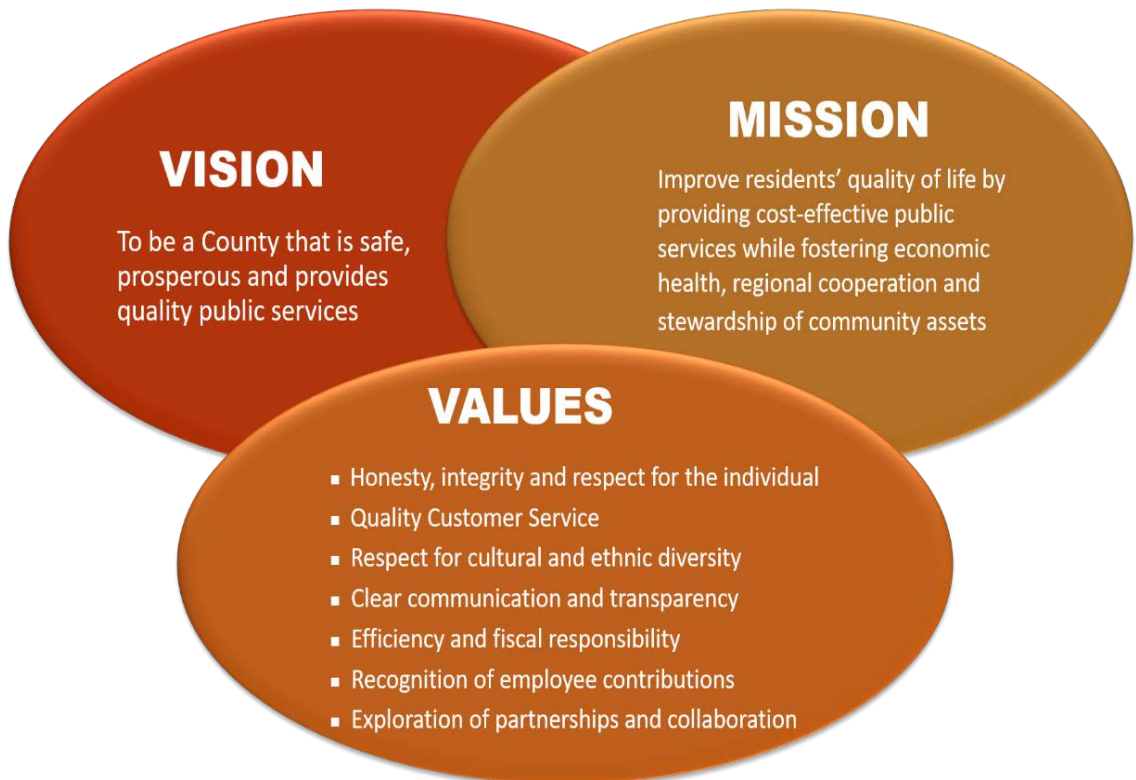 VISION
To be a County that is safe,
prosperous and provides
quality public services
MISSION
Improve residents’ quality of life by
providing cost-effective public
services while fostering economic
health, regional cooperation and
stewardship of community assets
VALUES
▪ Honesty, integrity and respect for the individual
▪ Quality Customer Service
▪ Respect for cultural and ethnic diversity
▪ Clear communication and transparency
▪ Efficiency and fiscal responsibility
▪ Recognition of employee contributions
▪ Exploration of partnerships and collaboration